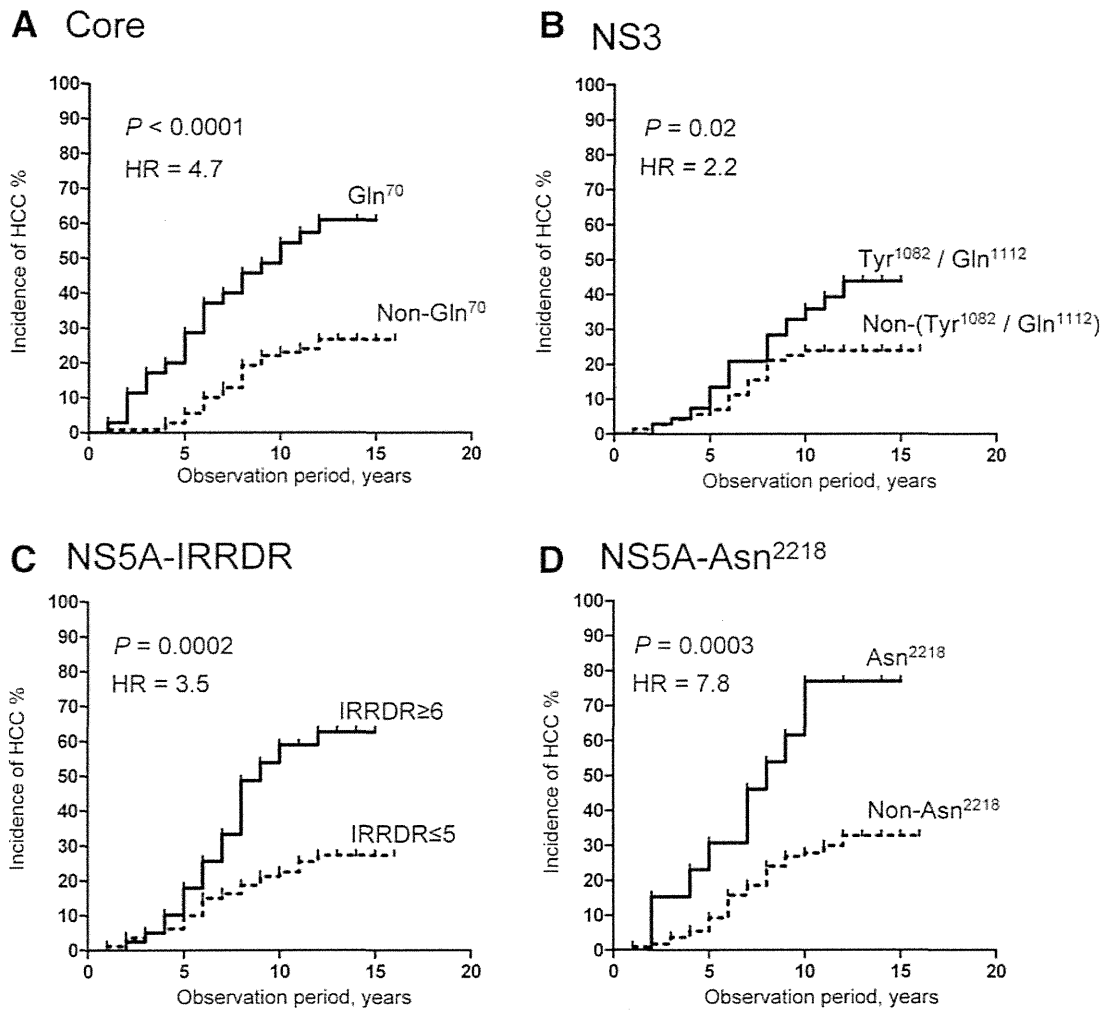 A Core
100
90
80
70
60
50
40
30
20
10
0
Incidence of HCC %
P < 0.0001
HR = 4.7
Gln⁷⁰
Non-Gln⁷⁰
0 5 10 15 20
Observation period, years
B NS3
100
90
80
70
60
50
40
30
20
10
0
Incidence of HCC %
P = 0.02
HR = 2.2
Tyr¹⁰⁸² / Gln¹¹¹²
Non-(Tyr¹⁰⁸² / Gln¹¹¹²)
0 5 10 15 20
Observation period, years
C NS5A-IRRDR
100
90
80
70
60
50
40
30
20
10
0
Incidence of HCC %
P = 0.0002
HR = 3.5
IRRDR≥6
IRRDR≤5
0 5 10 15 20
Observation period, years
D NS5A-Asn²²¹⁸
100
90
80
70
60
50
40
30
20
10
0
Incidence of HCC %
P = 0.0003
HR = 7.8
Asn²²¹⁸
Non-Asn²²¹⁸
0 5 10 15 20
Observation period, years